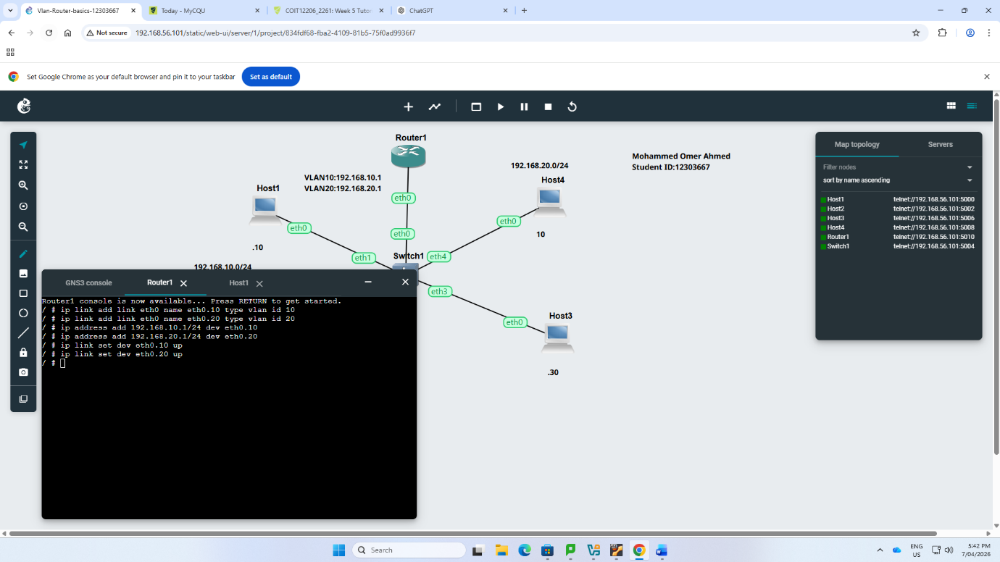 Vlan-Router-basics-12303667
Today - MyCQU
COIT12206_2261: Week 5 Tutor
ChatGPT
Not secure
192.168.56.101/static/web-ui/server/1/project/834fdf68-fba2-4109-81b5-75f0ad9936f7
Set Google Chrome as your default browser and pin it to your taskbar
Set as default
Router1
Mohammed Omer Ahmed
Student ID:12303667
192.168.20.0/24
Host4
VLAN10:192.168.10.1
VLAN20:192.168.20.1
Host1
eth0
eth0
eth0
eth0
10
.10
eth1
Switch1
eth4
192.168.10.0/24
eth3
Host3
eth0
.30
Map topology
Servers
Filter nodes
sort by name ascending
Host1 telnet://192.168.56.101:5000
Host2 telnet://192.168.56.101:5002
Host3 telnet://192.168.56.101:5006
Host4 telnet://192.168.56.101:5008
Router1 telnet://192.168.56.101:5010
Switch1 telnet://192.168.56.101:5004
GNS3 console
Router1
Host1
Router1 console is now available... Press RETURN to get started.
/ # ip link add link eth0 name eth0.10 type vlan id 10
/ # ip link add link eth0 name eth0.20 type vlan id 20
/ # ip address add 192.168.10.1/24 dev eth0.10
/ # ip address add 192.168.20.1/24 dev eth0.20
/ # ip link set dev eth0.10 up
/ # ip link set dev eth0.20 up
/ #
Search
ENG
US
5:42 PM
7/04/2026